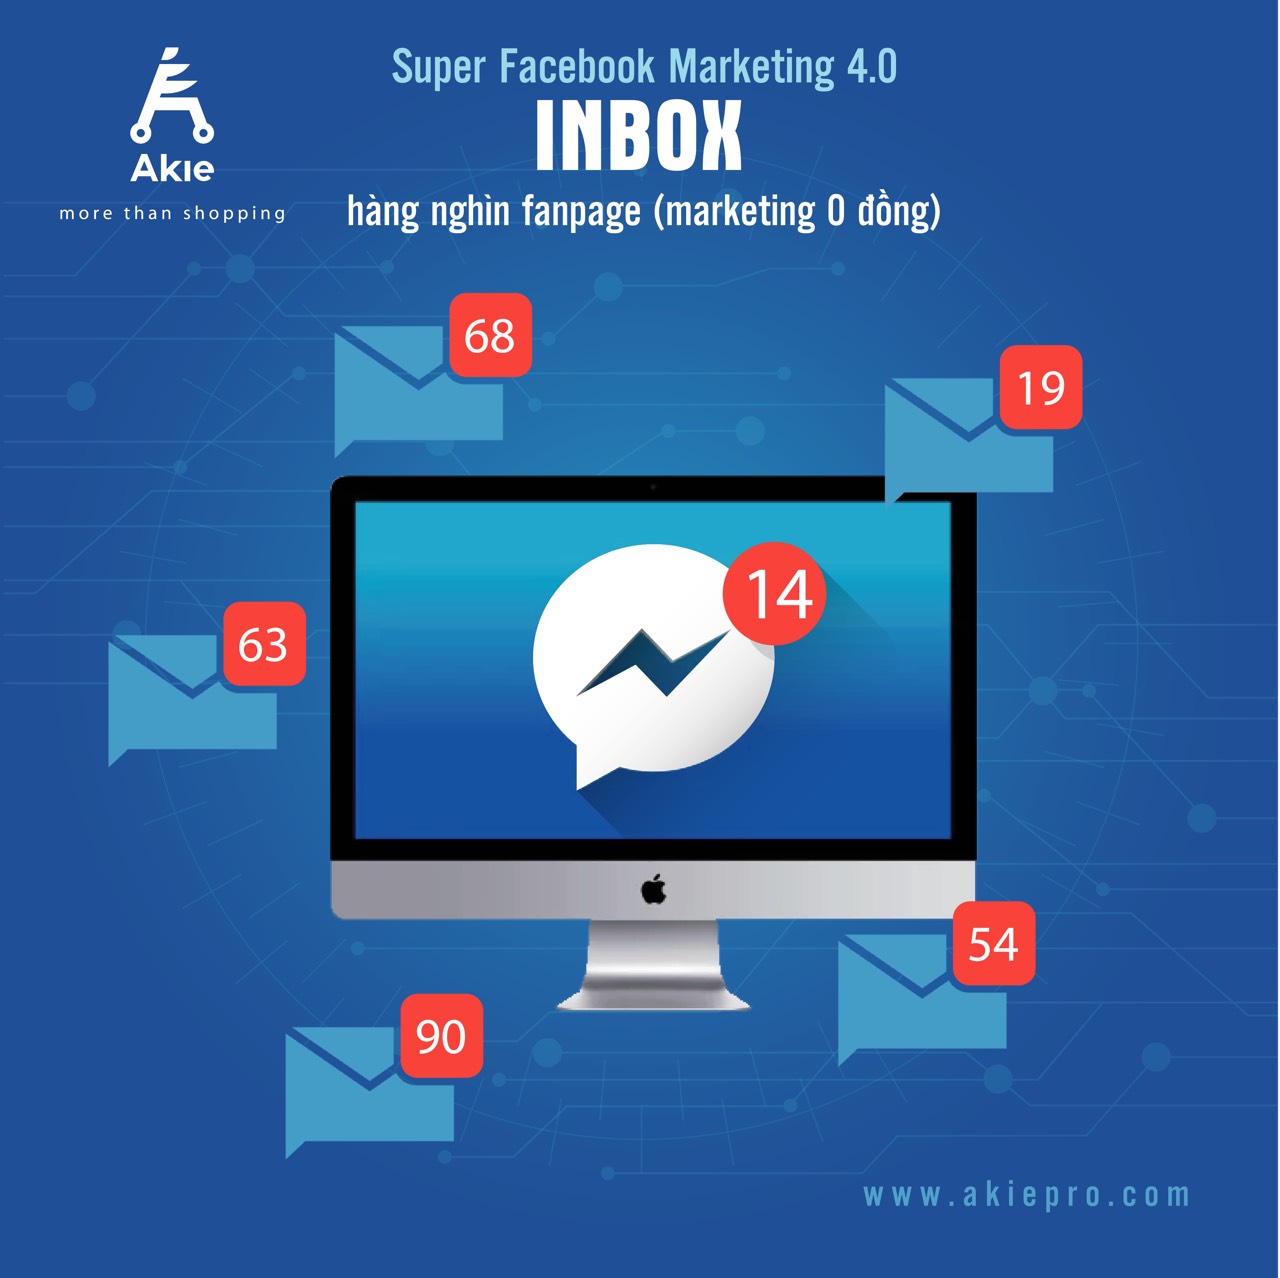 Super Facebook Marketing 4.0
INBOX
hàng nghìn fanpage (marketing 0 đồng)
Akie
more than shopping
68
19
14
63
54
90
www.akiepro.com